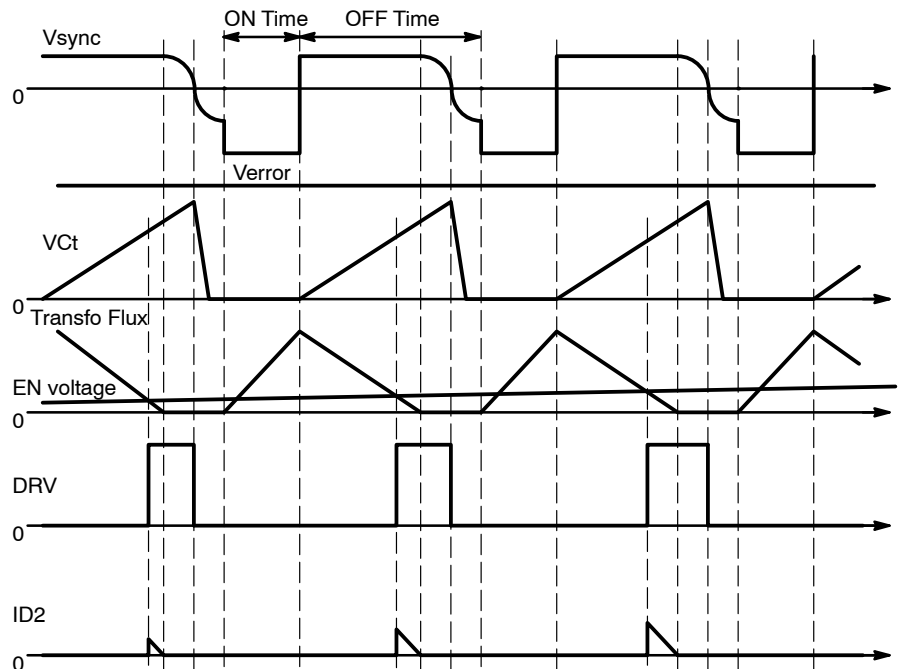 ON Time
OFF Time
Vsync
0
Verror
VCt
0
Transfo Flux
EN voltage
0
DRV
0
ID2
0